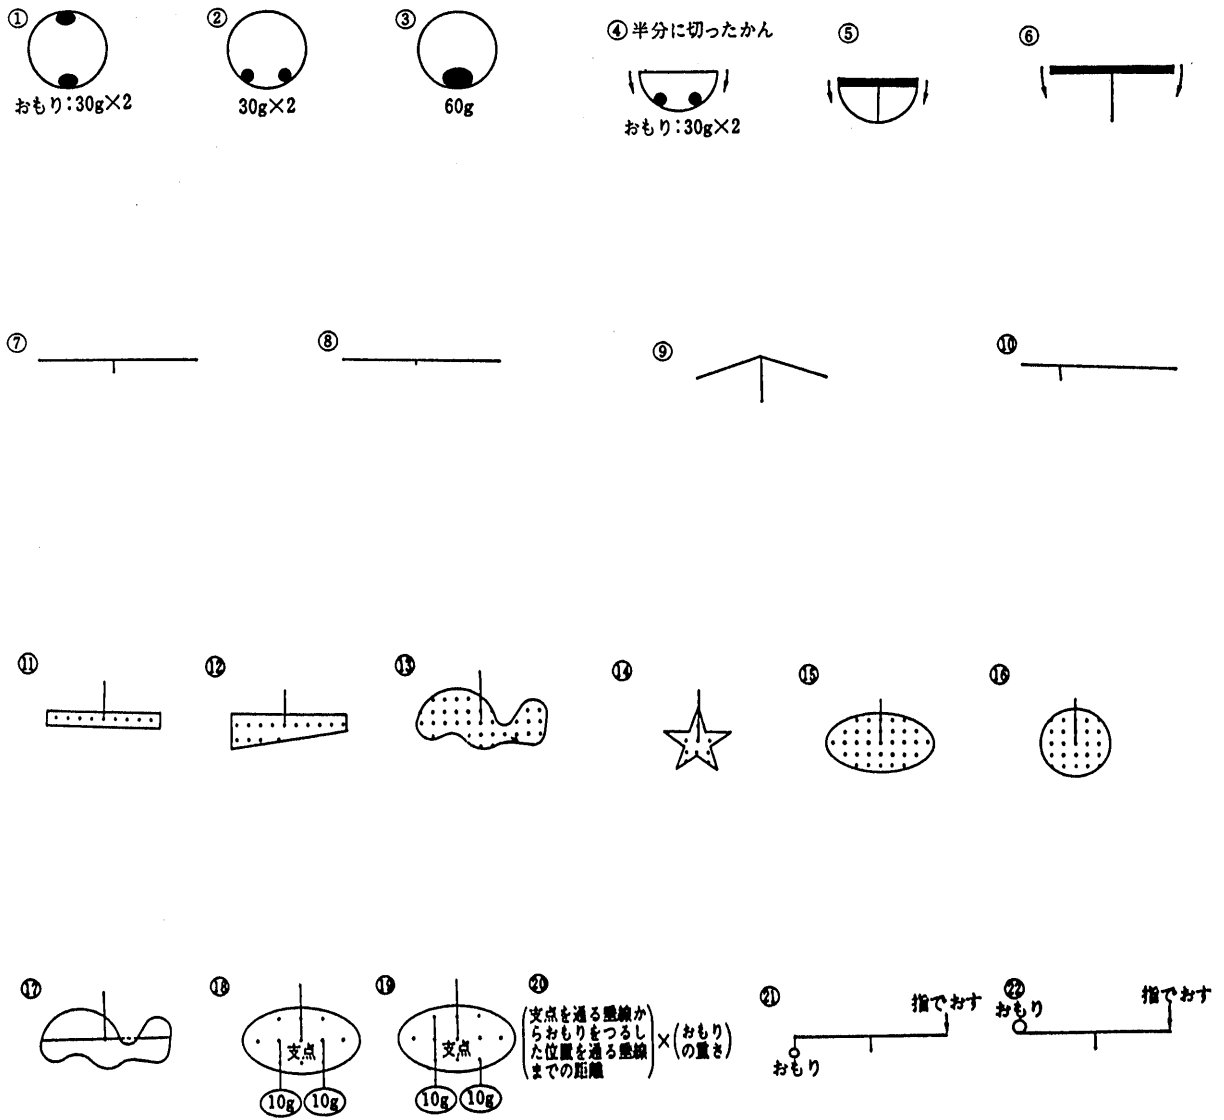 ① ② ③ ④半分に切ったかん ⑤ ⑥
おもり:30g×2 30g×2 60g おもり:30g×2
⑦ ⑧ ⑨ ⑩
⑪ ⑫ ⑬ ⑭ ⑮ ⑯
⑰ ⑱ ⑲ ⑳ ㉑ ㉒
支点
10g 10g
支点
10g 10g
支点を通る垂線か
らおもりをつるし
た位置を通る垂線
までの距離
×
おもり
の重さ
指でおす
おもり
おもり
指でおす